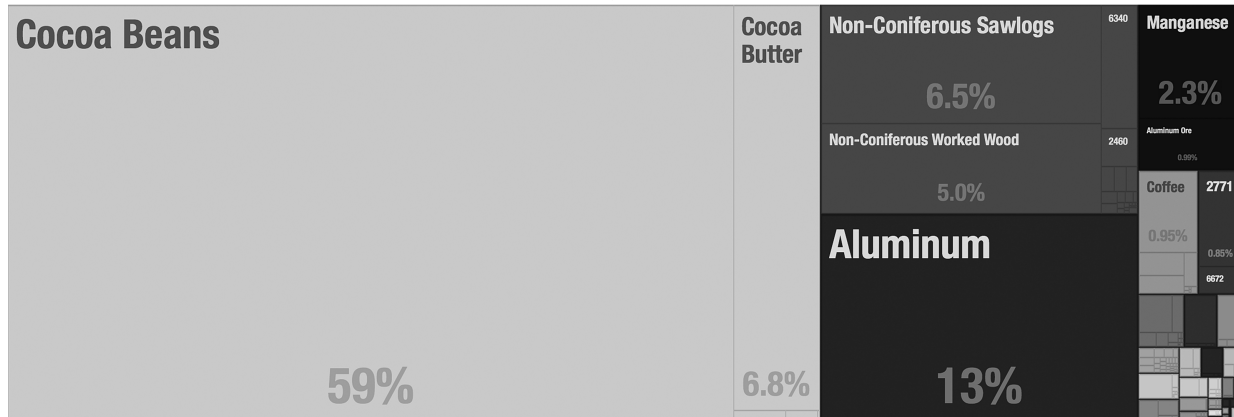 Cocoa Beans
59%
Cocoa
Butter
6.8%
Non-Coniferous Sawlogs
6.5%
6340
Non-Coniferous Worked Wood
5.0%
2460
Aluminum
13%
Manganese
2.3%
Aluminum Ore
0.99%
Coffee
0.95%
2771
0.85%
6672